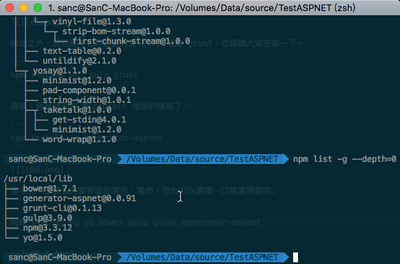 1. sanc@SanC-MacBook-Pro: /Volumes/Data/source/TestASPNET (zsh)
│ │ └─┬ vinyl-file@1.3.0
│ │   └─┬ strip-bom-stream@1.0.0
│ │     └── first-chunk-stream@1.0.0
│ ├── text-table@0.2.0
│ └── untildify@2.1.0
└─┬ yosay@1.1.0
├── minimist@1.2.0
├── pad-component@0.0.1
├── string-width@1.0.1
├─┬ taketalk@1.0.0
│ ├── get-stdin@4.0.1
│ └── minimist@1.2.0
└── word-wrap@1.1.0
sanc@SanC-MacBook-Pro /Volumes/Data/source/TestASPNET npm list -g --depth=0
/usr/local/lib
├── bower@1.7.1
├── generator-aspnet@0.0.91
├── grunt-cli@0.1.13
├── gulp@3.9.0
├── npm@3.3.12
└── yo@1.5.0
sanc@SanC-MacBook-Pro /Volumes/Data/source/TestASPNET